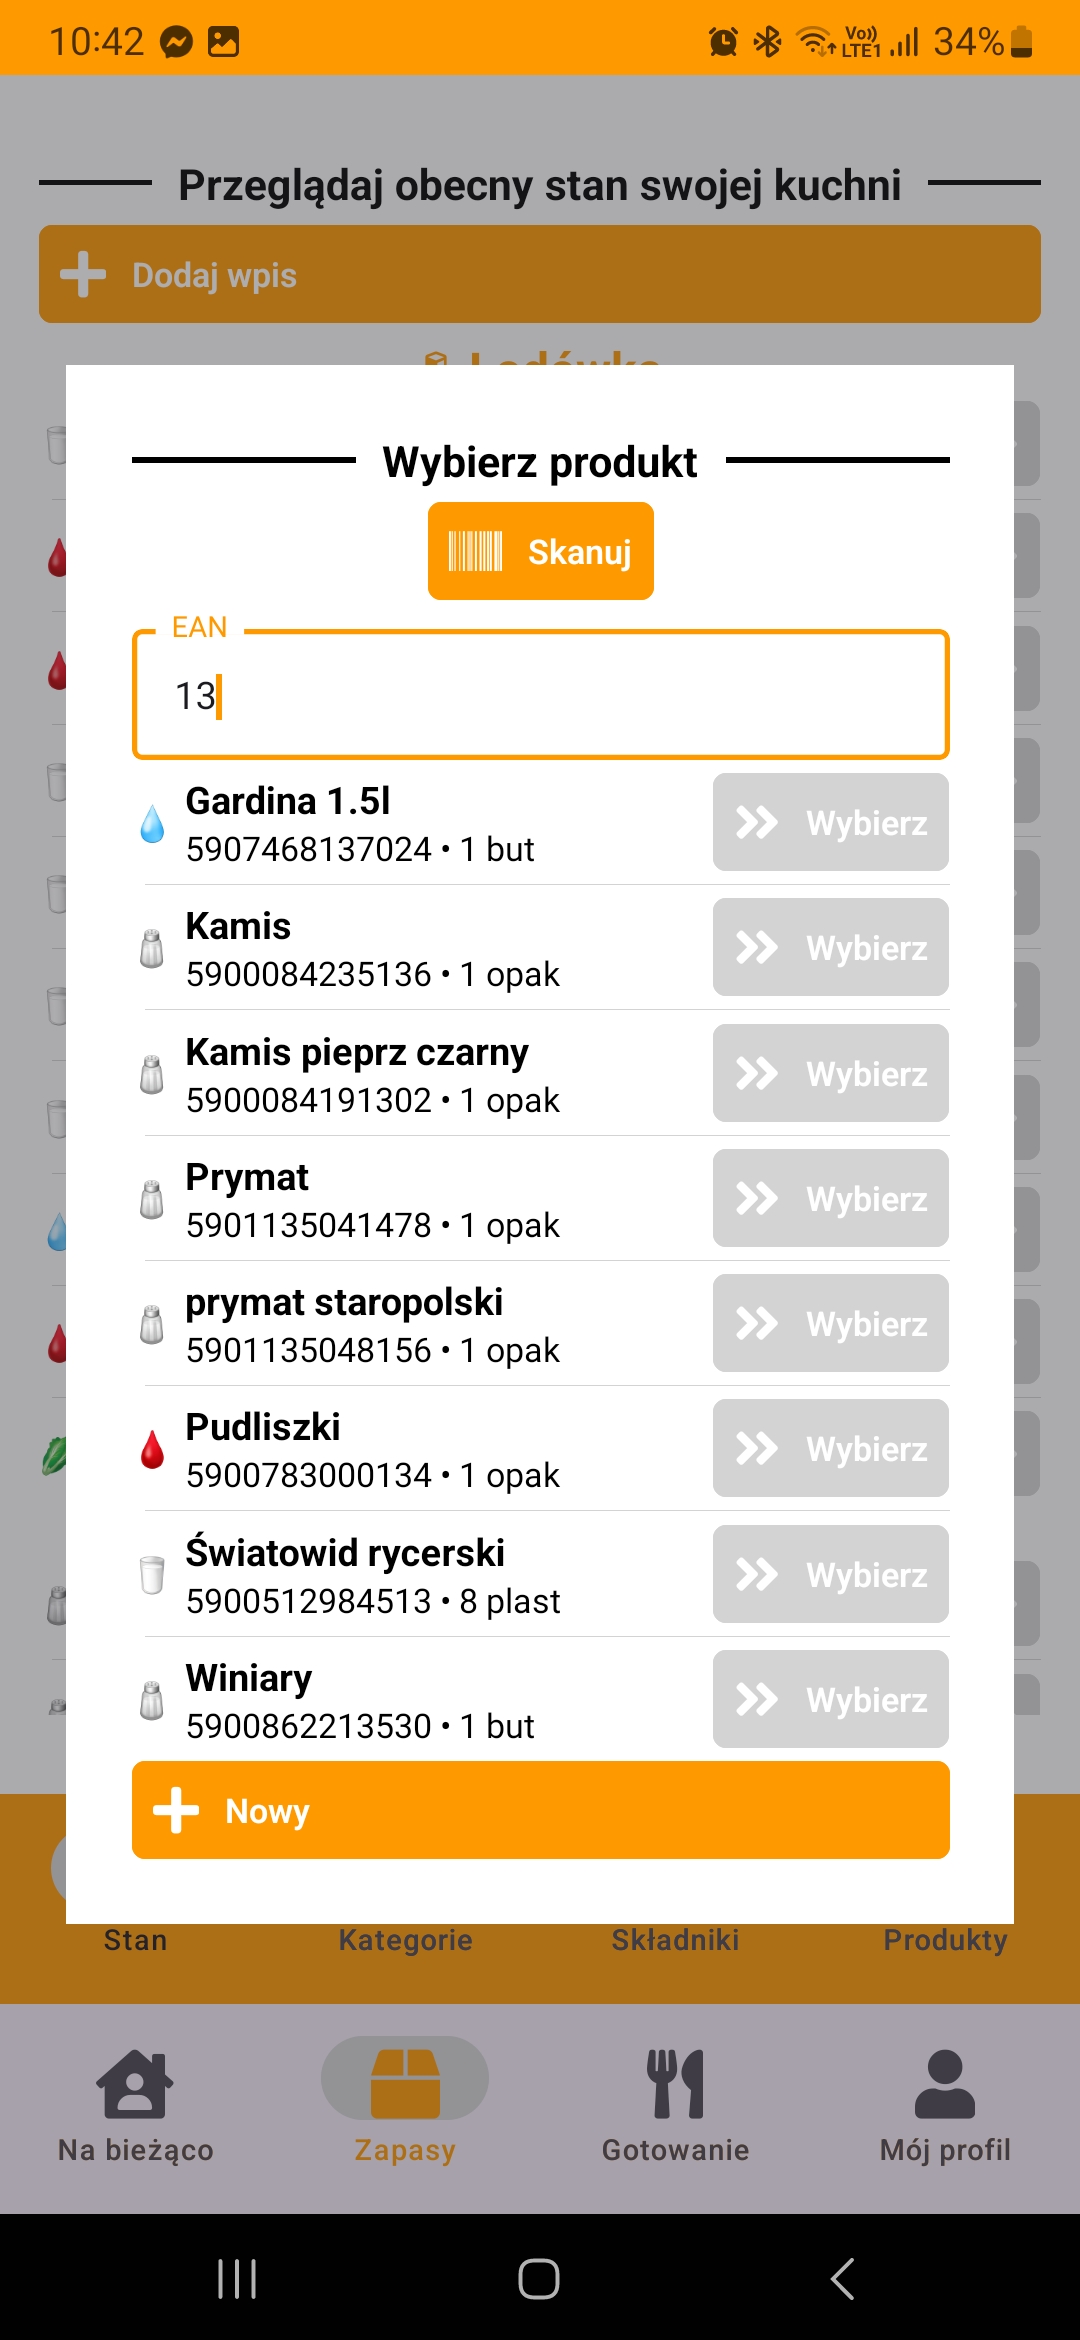 10:42
Vo)) LTE1 34%
Przeglądaj obecny stan swojej kuchni
Dodaj wpis
Lodówka
Wybierz produkt
Skanuj
EAN
13
Gardina 1.5l
5907468137024 • 1 but
Wybierz
Kamis
5900084235136 • 1 opak
Wybierz
Kamis pieprz czarny
5900084191302 • 1 opak
Wybierz
Prymat
5901135041478 • 1 opak
Wybierz
prymat staropolski
5901135048156 • 1 opak
Wybierz
Pudliszki
5900783000134 • 1 opak
Wybierz
Światowid rycerski
5900512984513 • 8 plast
Wybierz
Winiary
5900862213530 • 1 but
Wybierz
Nowy
Stan Kategorie Składniki Produkty
Na bieżąco Zapasy Gotowanie Mój profil